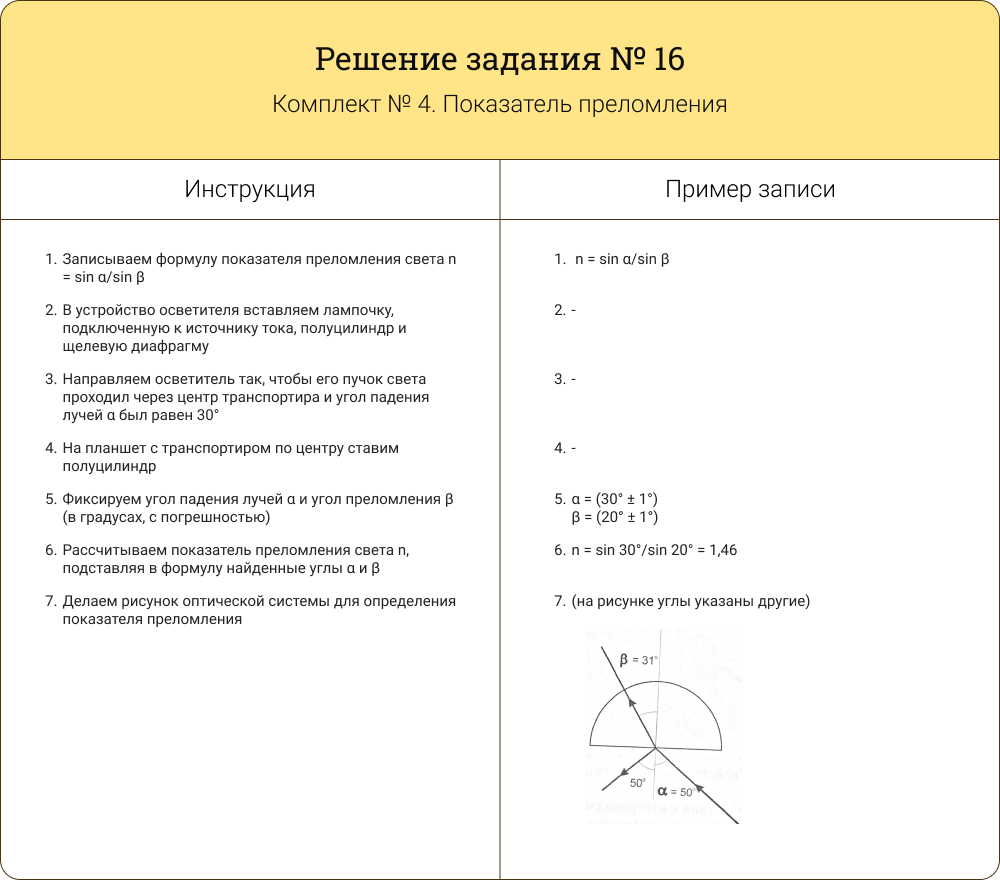 Решение задания № 16
Комплект № 4. Показатель преломления
Инструкция
Пример записи
1. Записываем формулу показателя преломления света n
= sin α/sin β
2. В устройство осветителя вставляем лампочку,
подключенную к источнику тока, полуцилиндр и
щелевую диафрагму
3. Направляем осветитель так, чтобы его пучок света
проходил через центр транспортира и угол падения
лучей α был равен 30°
4. На планшет с транспортиром по центру ставим
полуцилиндр
5. Фиксируем угол падения лучей α и угол преломления β
(в градусах, с погрешностью)
6. Рассчитываем показатель преломления света n,
подставляя в формулу найденные углы α и β
7. Делаем рисунок оптической системы для определения
показателя преломления
1. n = sin α/sin β
2. -
3. -
4. -
5. α = (30° ± 1°)
β = (20° ± 1°)
6. n = sin 30°/sin 20° = 1,46
7. (на рисунке углы указаны другие)
β = 31°
50°
α = 50°